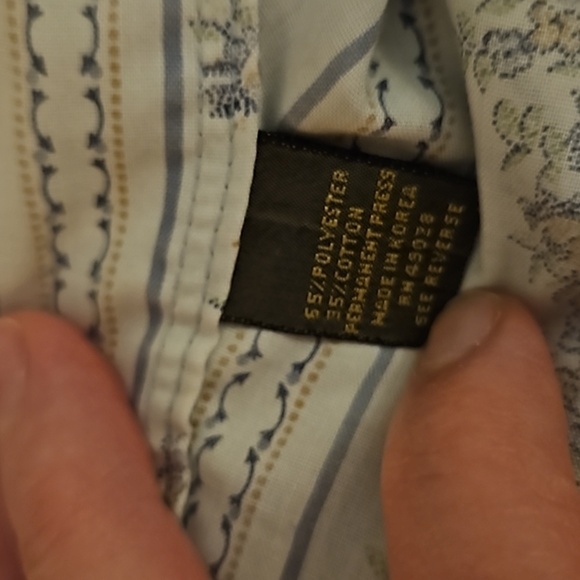 65% POLYESTER
35% COTTON
PERMANENT PRESS
MADE IN KOREA
RN 49028
SEE REVERSE